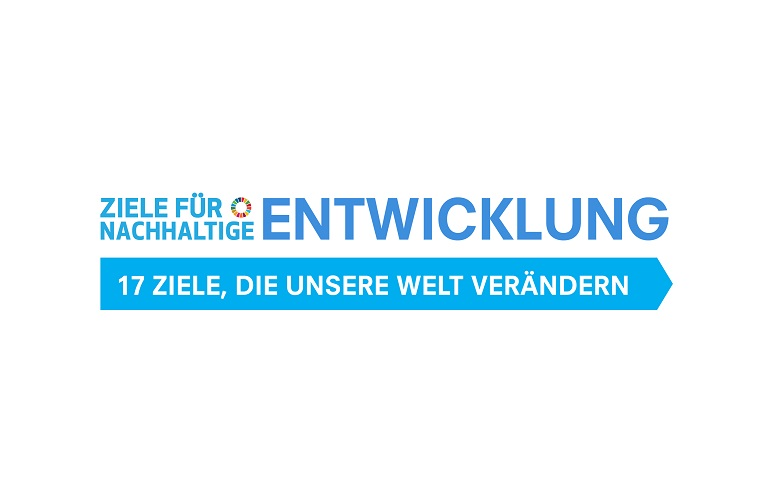 ZIELE FÜR
NACHHALTIGE ENTWICKLUNG
17 ZIELE, DIE UNSERE WELT VERÄNDERN